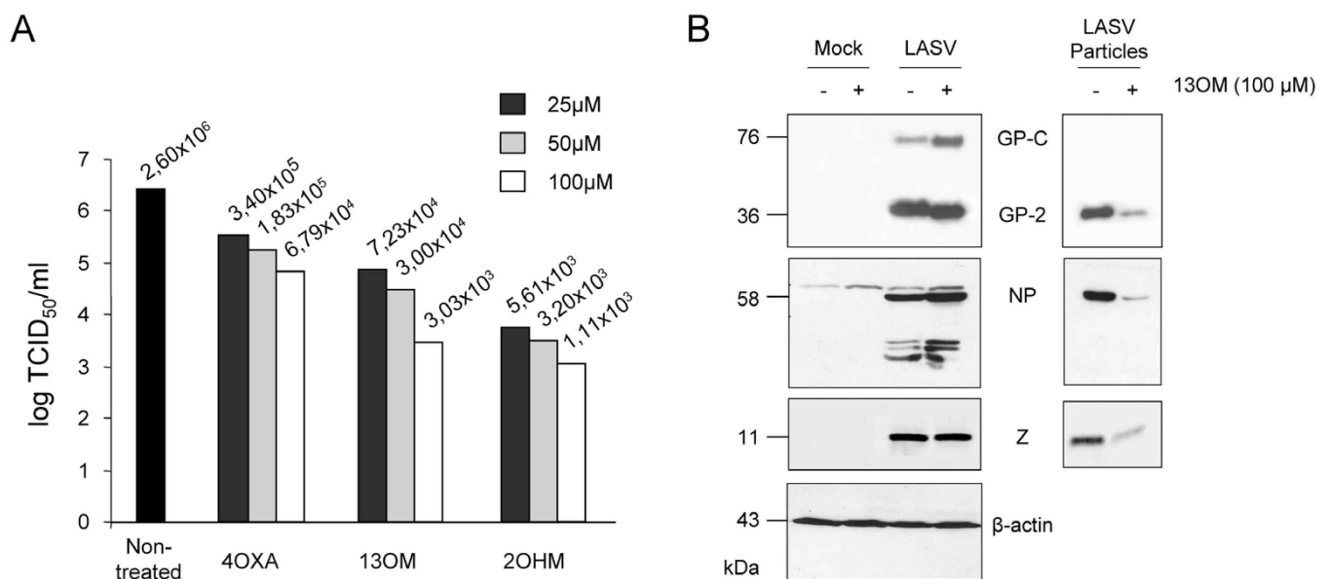 A
25µM
50µM
100µM
log TCID50/ml
7
6
5
4
3
2
1
0
2,60x10⁶
3,40x10⁵
1,83x10⁵
6,79x10⁴
7,23x10⁴
3,00x10⁴
3,03x10³
5,61x10³
3,20x10³
1,11x10³
Non-
treated
4OXA
13OM
2OHM
B
Mock
LASV
LASV
Particles
- + - +
- +
13OM (100 µM)
76
GP-C
36
GP-2
58
NP
11
Z
43
β-actin
kDa